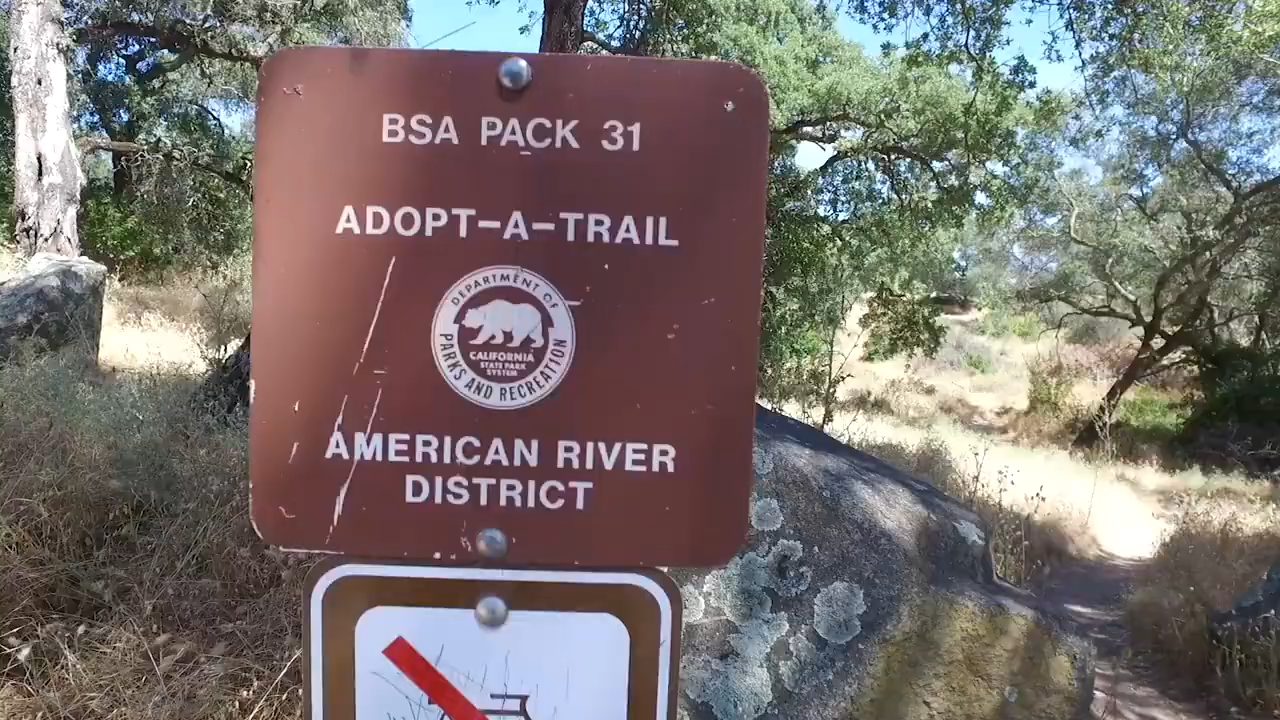 BSA PACK 31
ADOPT-A-TRAIL
DEPARTMENT OF
CALIFORNIA
STATE PARK
SYSTEM
PARKS AND RECREATION
AMERICAN RIVER
DISTRICT